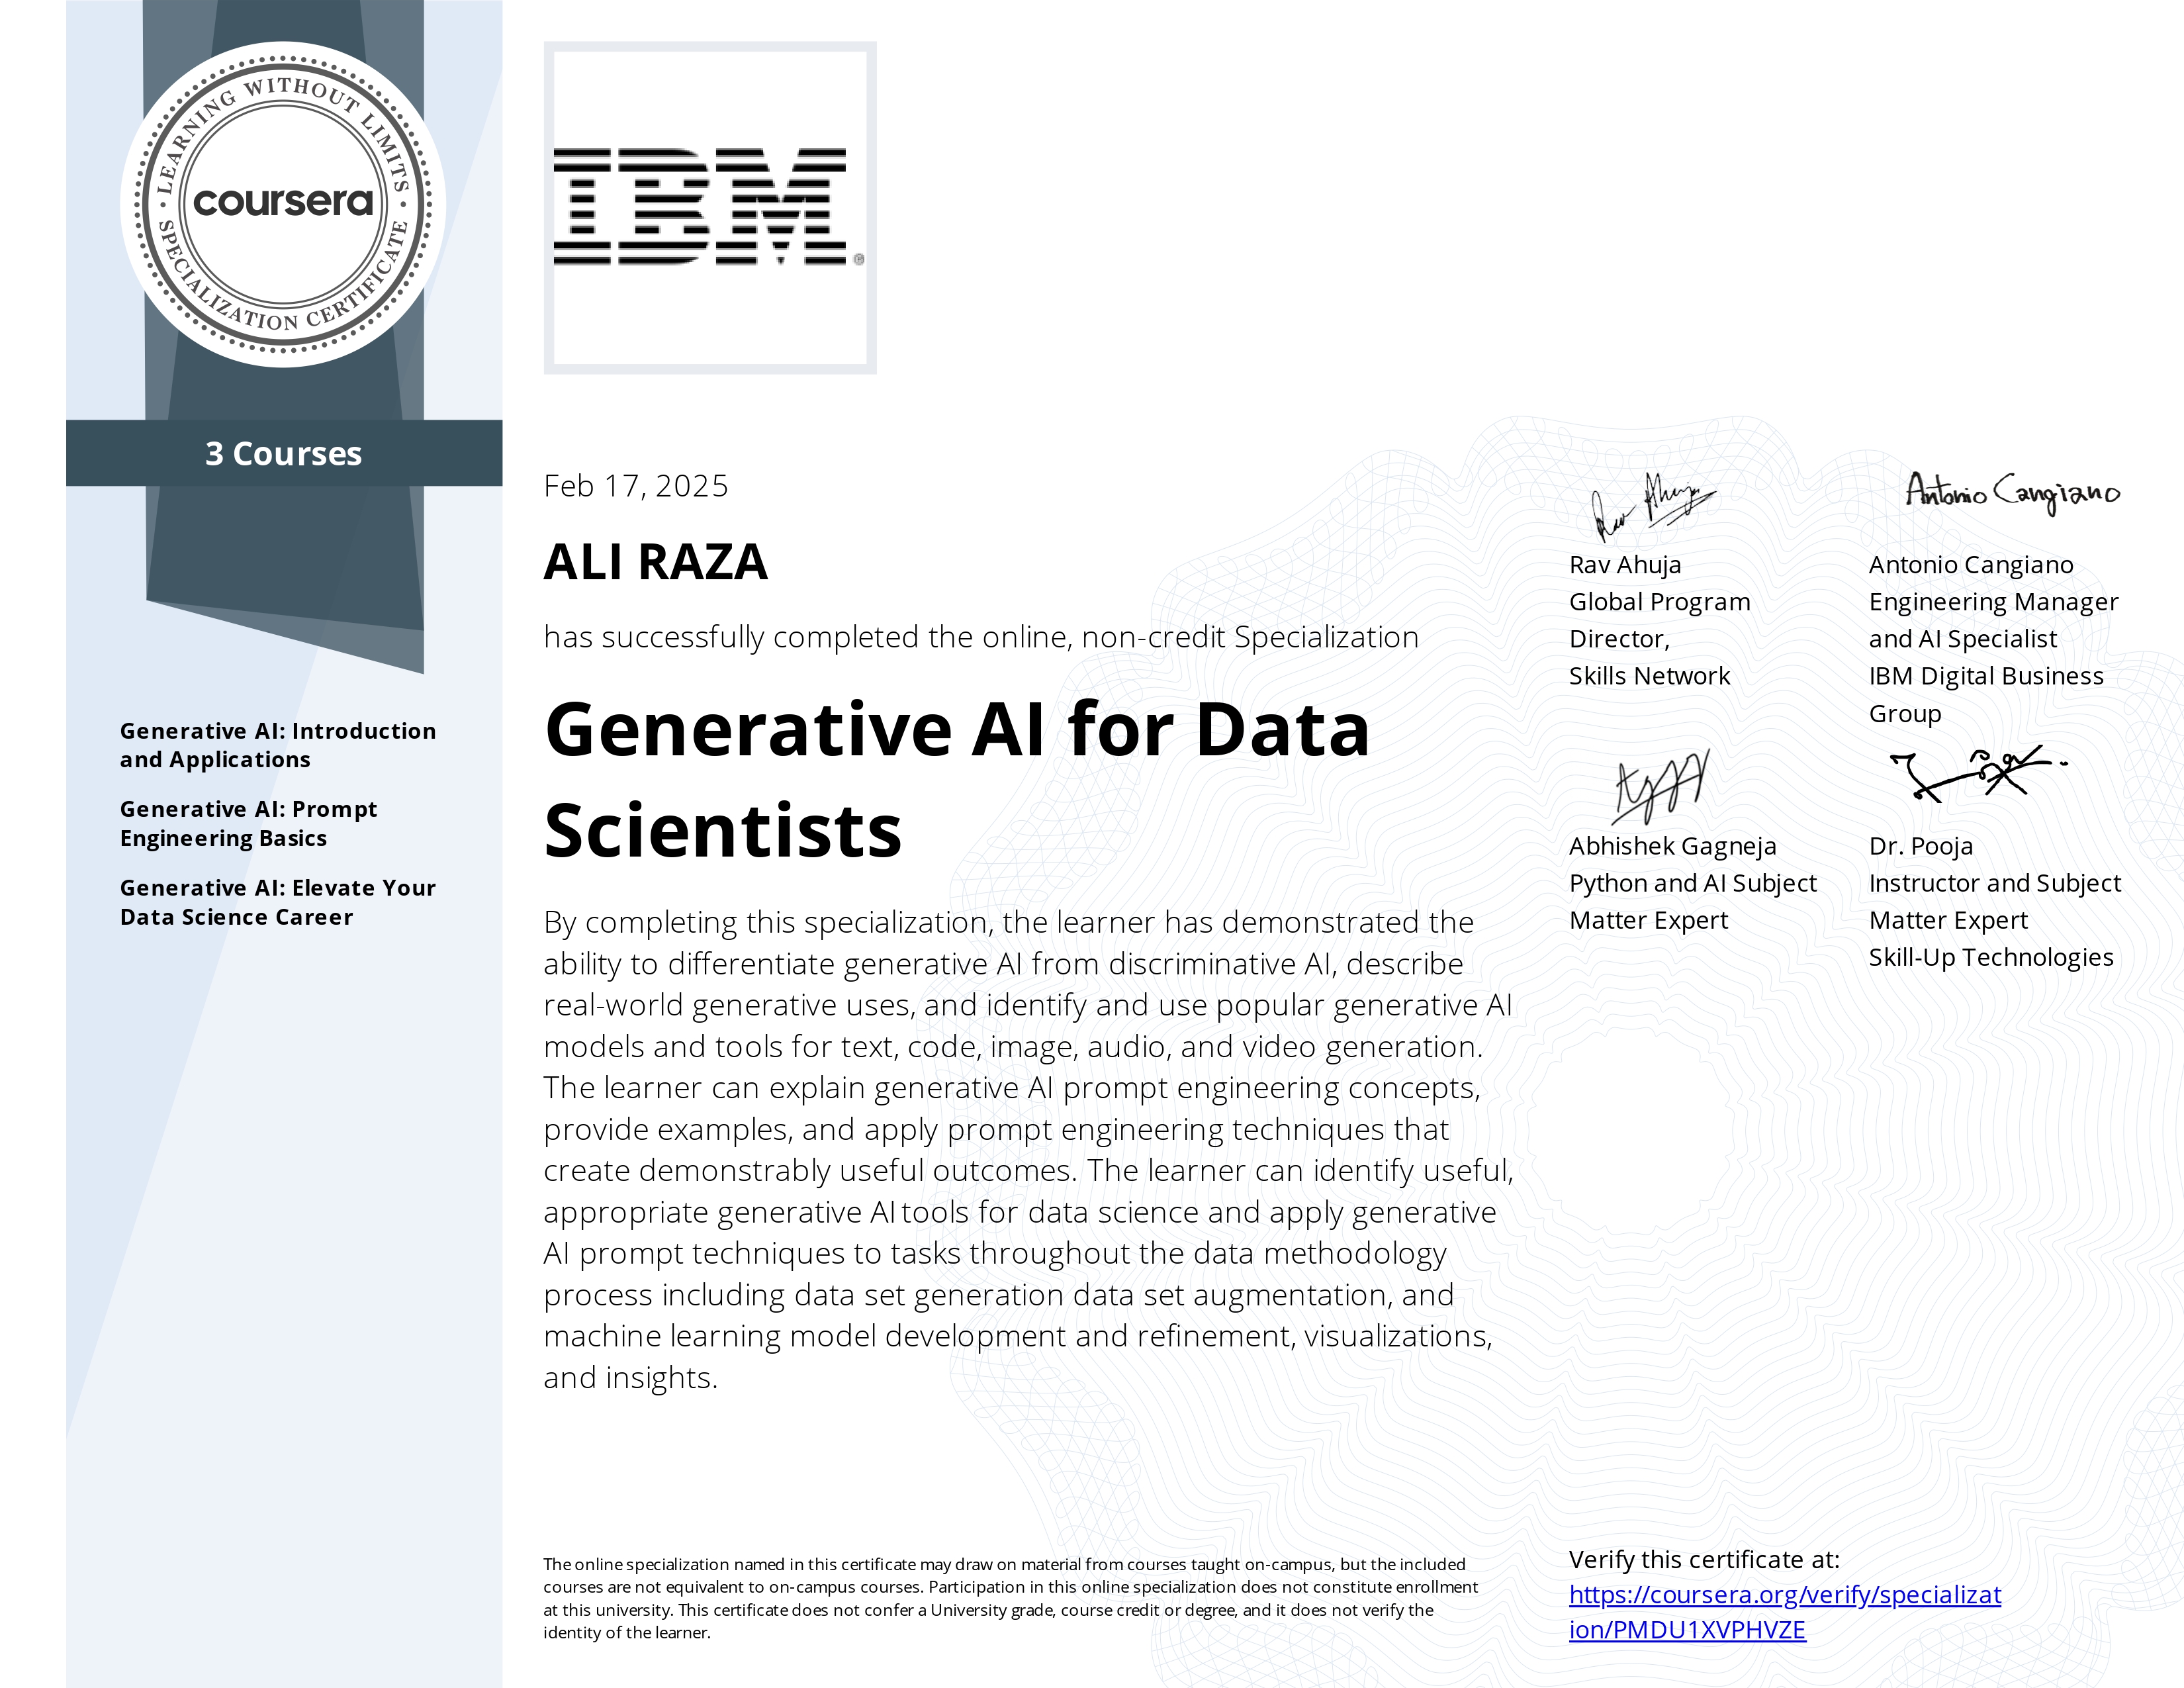 LEARNING WITHOUT LIMITS
coursera
SPECIALIZATION CERTIFICATE
3 Courses
Generative AI: Introduction
and Applications
Generative AI: Prompt
Engineering Basics
Generative AI: Elevate Your
Data Science Career
IBM®
Feb 17, 2025
ALI RAZA
has successfully completed the online, non-credit Specialization
Generative AI for Data
Scientists
By completing this specialization, the learner has demonstrated the
ability to differentiate generative AI from discriminative AI, describe
real-world generative uses, and identify and use popular generative AI
models and tools for text, code, image, audio, and video generation.
The learner can explain generative AI prompt engineering concepts,
provide examples, and apply prompt engineering techniques that
create demonstrably useful outcomes. The learner can identify useful,
appropriate generative AI tools for data science and apply generative
AI prompt techniques to tasks throughout the data methodology
process including data set generation data set augmentation, and
machine learning model development and refinement, visualizations,
and insights.
Rav Ahuja
Rav Ahuja
Global Program
Director,
Skills Network
Antonio Cangiano
Antonio Cangiano
Engineering Manager
and AI Specialist
IBM Digital Business
Group
Abhishek Gagneja
Python and AI Subject
Matter Expert
Dr. Pooja
Instructor and Subject
Matter Expert
Skill-Up Technologies
The online specialization named in this certificate may draw on material from courses taught on-campus, but the included
courses are not equivalent to on-campus courses. Participation in this online specialization does not constitute enrollment
at this university. This certificate does not confer a University grade, course credit or degree, and it does not verify the
identity of the learner.
Verify this certificate at:
https://coursera.org/verify/specializat
ion/PMDU1XVPHVZE